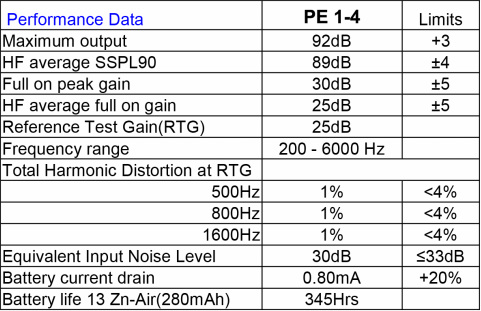 Performance Data PE 1-4 Limits
Maximum output 92dB +3
HF average SSPL90 89dB ±4
Full on peak gain 30dB ±5
HF average full on gain 25dB ±5
Reference Test Gain(RTG) 25dB
Frequency range 200 - 6000 Hz
Total Harmonic Distortion at RTG
500Hz 1% <4%
800Hz 1% <4%
1600Hz 1% <4%
Equivalent Input Noise Level 30dB ≤33dB
Battery current drain 0.80mA +20%
Battery life 13 Zn-Air(280mAh) 345Hrs